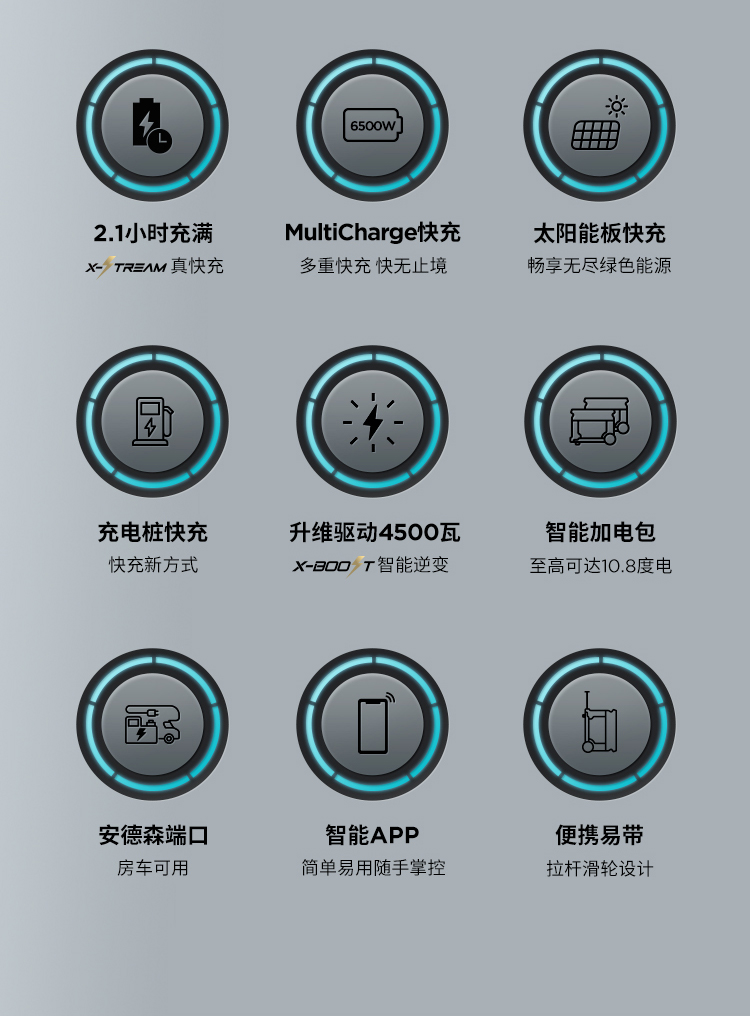 6500W
2.1小时充满
MultiCharge快充
太阳能板快充
X-STREAM 真快充
多重快充 快无止境
畅享无尽绿色能源
充电桩快充
升维驱动4500瓦
智能加电包
快充新方式
X-BOOST 智能逆变
至高可达10.8度电
安德森端口
智能APP
便携易带
房车可用
简单易用随手掌控
拉杆滑轮设计